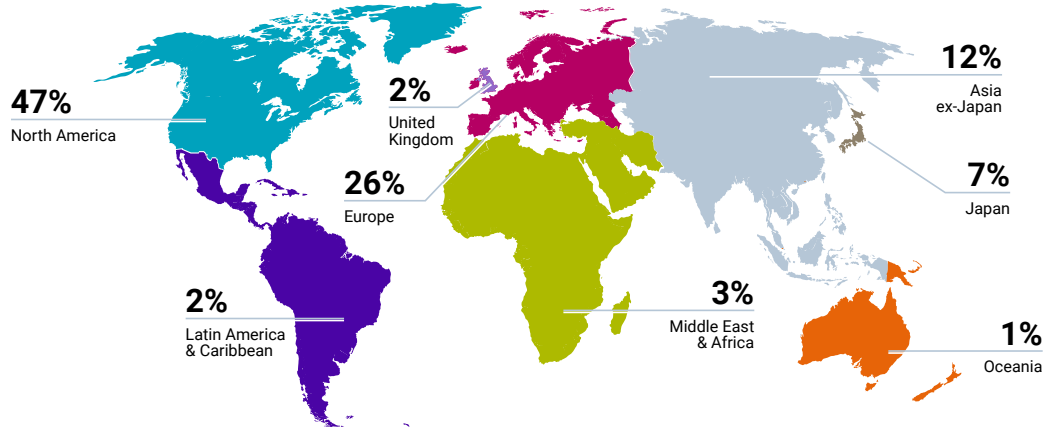 47%
North America
2%
United
Kingdom
26%
Europe
2%
Latin America
& Caribbean
3%
Middle East
& Africa
12%
Asia
ex-Japan
7%
Japan
1%
Oceania